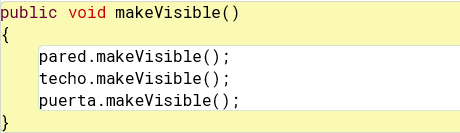 public void makeVisible()
{
    pared.makeVisible();
    techo.makeVisible();
    puerta.makeVisible();
}